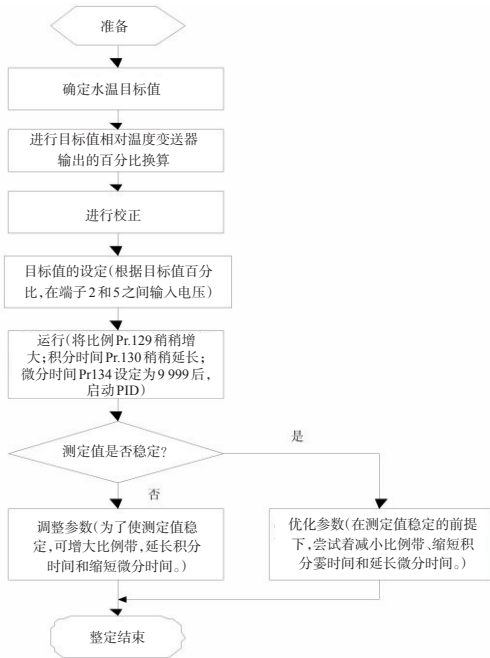 准备
确定水温目标值
进行目标值相对温度变送器
输出的百分比换算
进行校正
目标值的设定(根据目标值百分
比,在端子2和5之间输入电压)
运行(将比例Pr.129稍稍增
大;积分时间Pr.130稍稍延长;
微分时间Pr134设定为9 999后,
启动PID)
测定值是否稳定?
是
否
调整参数(为了使测定值稳
定,可增大比例带,延长积分
时间和缩短微分时间。)
优化参数(在测定值稳定的前提
下,尝试着减小比例带、缩短积
分霎时间和延长微分时间。)
整定结束